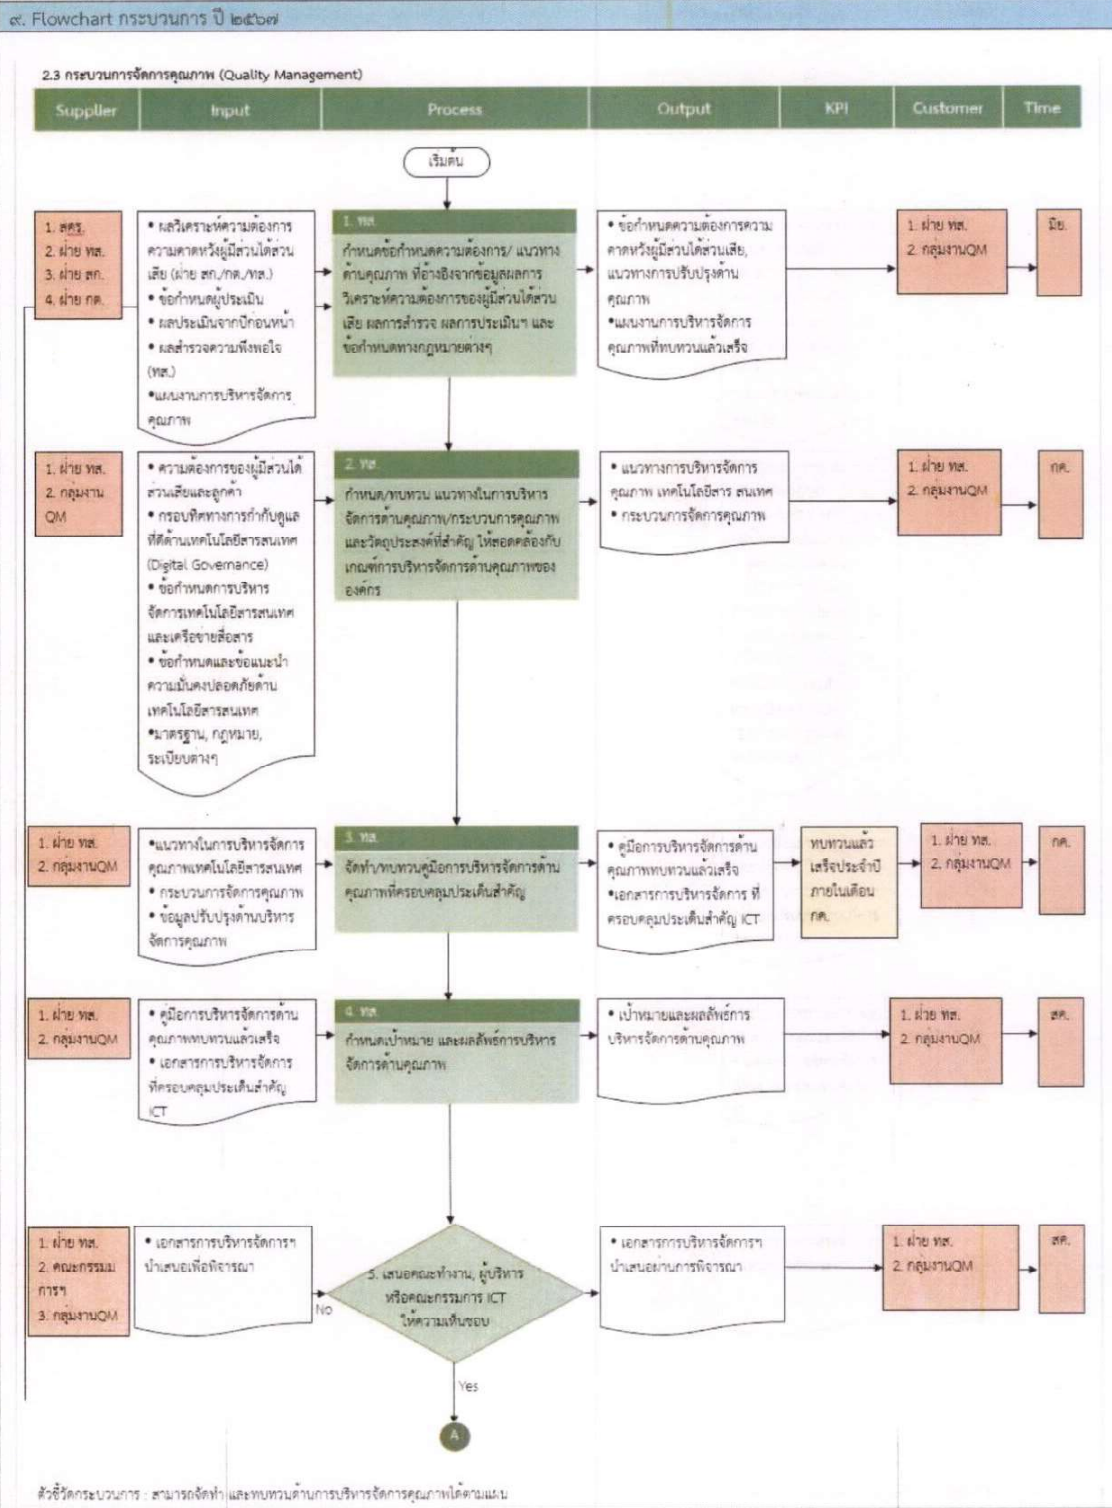 ๙. Flowchart กระบวนการ ปี ๒๕๖๗
2.3 กระบวนการจัดการคุณภาพ (Quality Management)
Supplier Input Process Output KPI Customer Time
เริ่มต้น
1. สคร.
2. ฝ่าย ทส.
3. ฝ่าย สก.
4. ฝ่าย กต.
• ผลวิเคราะห์ความต้องการ
ความคาดหวังผู้มีส่วนได้ส่วน
เสีย (ฝ่าย สก./กต./ทส.)
• ข้อกำหนดผู้ประเมิน
• ผลประเมินจากปีก่อนหน้า
• ผลสำรวจความพึงพอใจ
(ทส.)
•แผนงานการบริหารจัดการ
คุณภาพ
1. ทส.
กำหนดข้อกำหนดความต้องการ/ แนวทาง
ด้านคุณภาพ ที่อ้างอิงจากข้อมูลผลการ
วิเคราะห์ความต้องการของผู้มีส่วนได้ส่วน
เสีย ผลการสำรวจ ผลการประเมินฯ และ
ข้อกำหนดทางกฎหมายต่างๆ
• ข้อกำหนดความต้องการความ
คาดหวังผู้มีส่วนได้ส่วนเสีย,
แนวทางการปรับปรุงด้าน
คุณภาพ
•แผนงานการบริหารจัดการ
คุณภาพที่ทบทวนแล้วเสร็จ
1. ฝ่าย ทส.
2. กลุ่มงานQM
มิย.
1. ฝ่าย ทส.
2. กลุ่มงาน
QM
• ความต้องการของผู้มีส่วนได้
ส่วนเสียและลูกค้า
• กรอบทิศทางการกำกับดูแล
ที่ดีด้านเทคโนโลยีสารสนเทศ
(Digital Governance)
• ข้อกำหนดการบริหาร
จัดการเทคโนโลยีสารสนเทศ
และเครือข่ายสื่อสาร
• ข้อกำหนดและข้อแนะนำ
ความมั่นคงปลอดภัยด้าน
เทคโนโลยีสารสนเทศ
•มาตรฐาน, กฎหมาย,
ระเบียบต่างๆ
2. ทส.
กำหนด/ทบทวน แนวทางในการบริหาร
จัดการด้านคุณภาพ/กระบวนการคุณภาพ
และวัตถุประสงค์ที่สำคัญ ให้สอดคล้องกับ
เกณฑ์การบริหารจัดการด้านคุณภาพของ
องค์กร
• แนวทางการบริหารจัดการ
คุณภาพ เทคโนโลยีสาร สนเทศ
• กระบวนการจัดการคุณภาพ
1. ฝ่าย ทส.
2. กลุ่มงานQM
กค.
1. ฝ่าย ทส.
2. กลุ่มงานQM
•แนวทางในการบริหารจัดการ
คุณภาพเทคโนโลยีสารสนเทศ
• กระบวนการจัดการคุณภาพ
• ข้อมูลปรับปรุงด้านบริหาร
จัดการคุณภาพ
3. ทส.
จัดทำ/ทบทวนคู่มือการบริหารจัดการด้าน
คุณภาพที่ครอบคลุมประเด็นสำคัญ
• คู่มือการบริหารจัดการด้าน
คุณภาพทบทวนแล้วเสร็จ
•เอกสารการบริหารจัดการ ที่
ครอบคลุมประเด็นสำคัญ ICT
ทบทวนแล้ว
เสร็จประจำปี
ภายในเดือน
กค.
1. ฝ่าย ทส.
2. กลุ่มงานQM
กค.
1. ฝ่าย ทส.
2. กลุ่มงานQM
• คู่มือการบริหารจัดการด้าน
คุณภาพทบทวนแล้วเสร็จ
• เอกสารการบริหารจัดการ
ที่ครอบคลุมประเด็นสำคัญ
ICT
4. ทส.
กำหนดเป้าหมาย และผลลัพธ์การบริหาร
จัดการด้านคุณภาพ
• เป้าหมายและผลลัพธ์การ
บริหารจัดการด้านคุณภาพ
1. ฝ่าย ทส.
2. กลุ่มงานQM
สค.
1. ฝ่าย ทส.
2. คณะกรรมม
การฯ
3. กลุ่มงานQM
• เอกสารการบริหารจัดการฯ
นำเสนอเพื่อพิจารณา
No
5. เสนอคณะทำงาน, ผู้บริหาร
หรือคณะกรรมการ ICT
ให้ความเห็นชอบ
• เอกสารการบริหารจัดการฯ
นำเสนอผ่านการพิจารณา
1. ฝ่าย ทส.
2. กลุ่มงานQM
สค.
Yes
A
ตัวชี้วัดกระบวนการ : สามารถจัดทำ และทบทวนด้านการบริหารจัดการคุณภาพได้ตามแผน